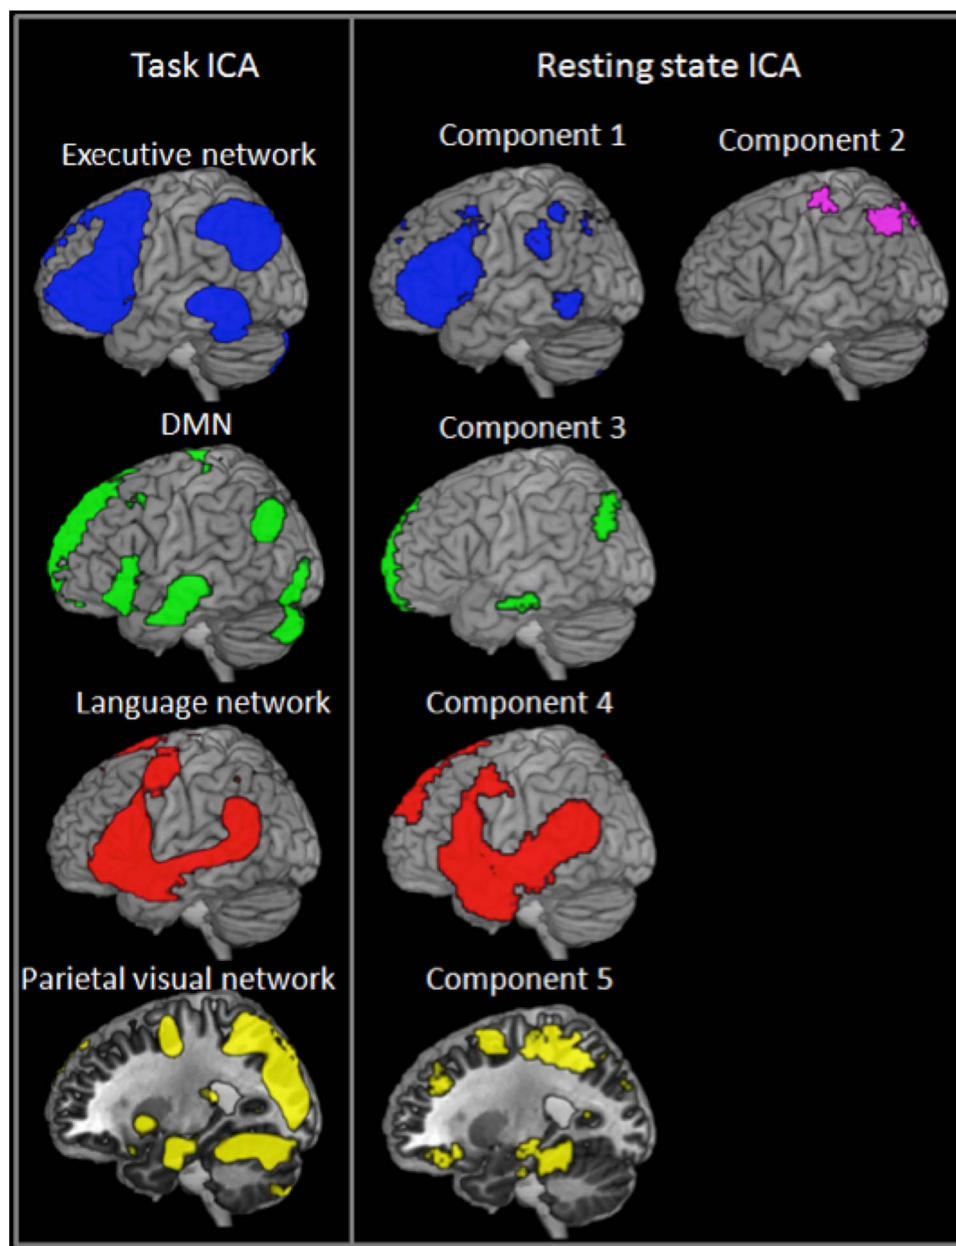 Task ICA
Resting state ICA
Executive network
Component 1
Component 2
DMN
Component 3
Language network
Component 4
Parietal visual network
Component 5